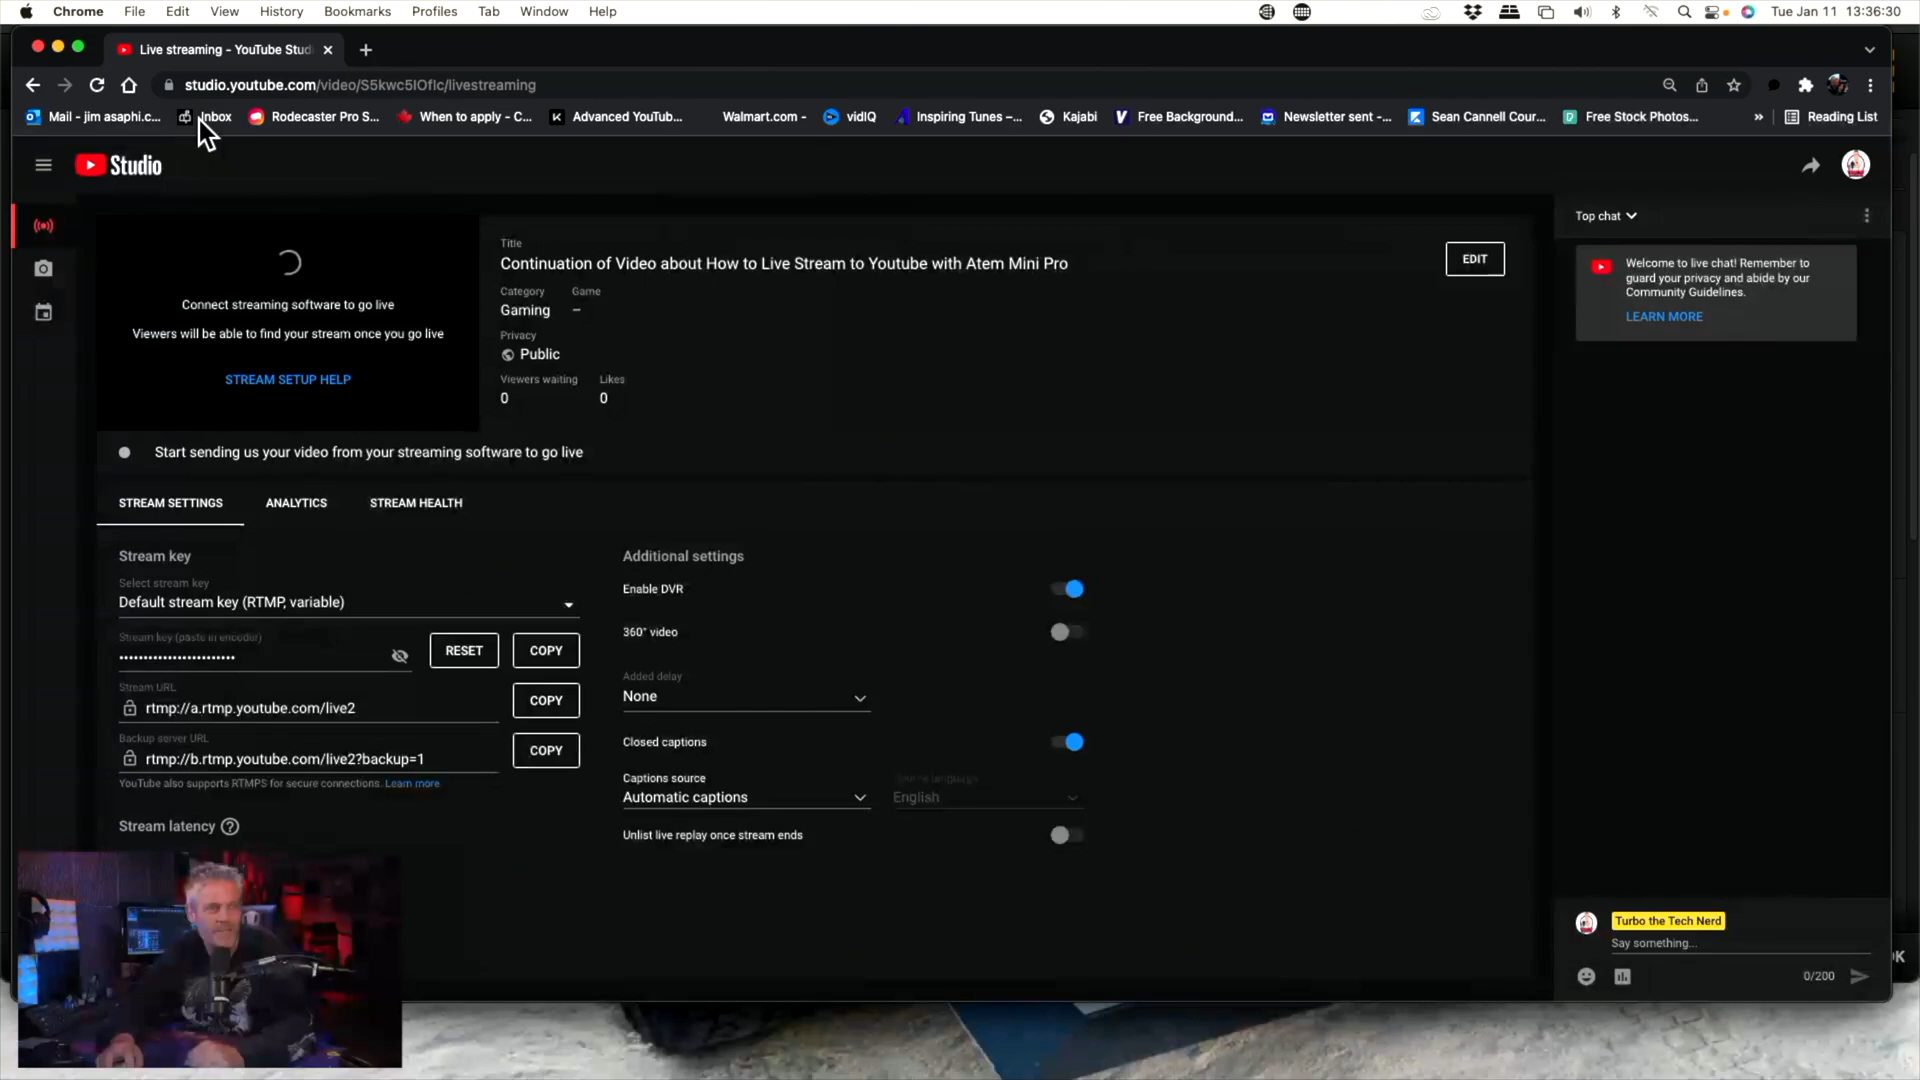 Chrome File Edit View History Bookmarks Profiles Tab Window Help Tue Jan 11 13:36:30
Live streaming - YouTube Stud
studio.youtube.com/video/S5kwc5IOfIc/livestreaming
Mail - jim asaphi.c... Inbox Rodecaster Pro S... When to apply - C... Advanced YouTub... Walmart.com - vidIQ Inspiring Tunes –... Kajabi Free Background... Newsletter sent -... Sean Cannell Cour... Free Stock Photos... » Reading List
Studio
Connect streaming software to go live
Viewers will be able to find your stream once you go live
STREAM SETUP HELP
Title
Continuation of Video about How to Live Stream to Youtube with Atem Mini Pro
EDIT
Category Game
Gaming –
Privacy
Public
Viewers waiting Likes
0 0
Start sending us your video from your streaming software to go live
STREAM SETTINGS ANALYTICS STREAM HEALTH
Stream key
Select stream key
Default stream key (RTMP, variable)
Stream key (paste in encoder)
••••••••••••••••••••••••
RESET COPY
Stream URL
rtmp://a.rtmp.youtube.com/live2
COPY
Backup server URL
rtmp://b.rtmp.youtube.com/live2?backup=1
COPY
YouTube also supports RTMPS for secure connections. Learn more
Stream latency
Additional settings
Enable DVR
360° video
Added delay
None
Closed captions
Captions source
Automatic captions
English
Unlist live replay once stream ends
Top chat
Welcome to live chat! Remember to
guard your privacy and abide by our
Community Guidelines.
LEARN MORE
Turbo the Tech Nerd
Say something...
0/200